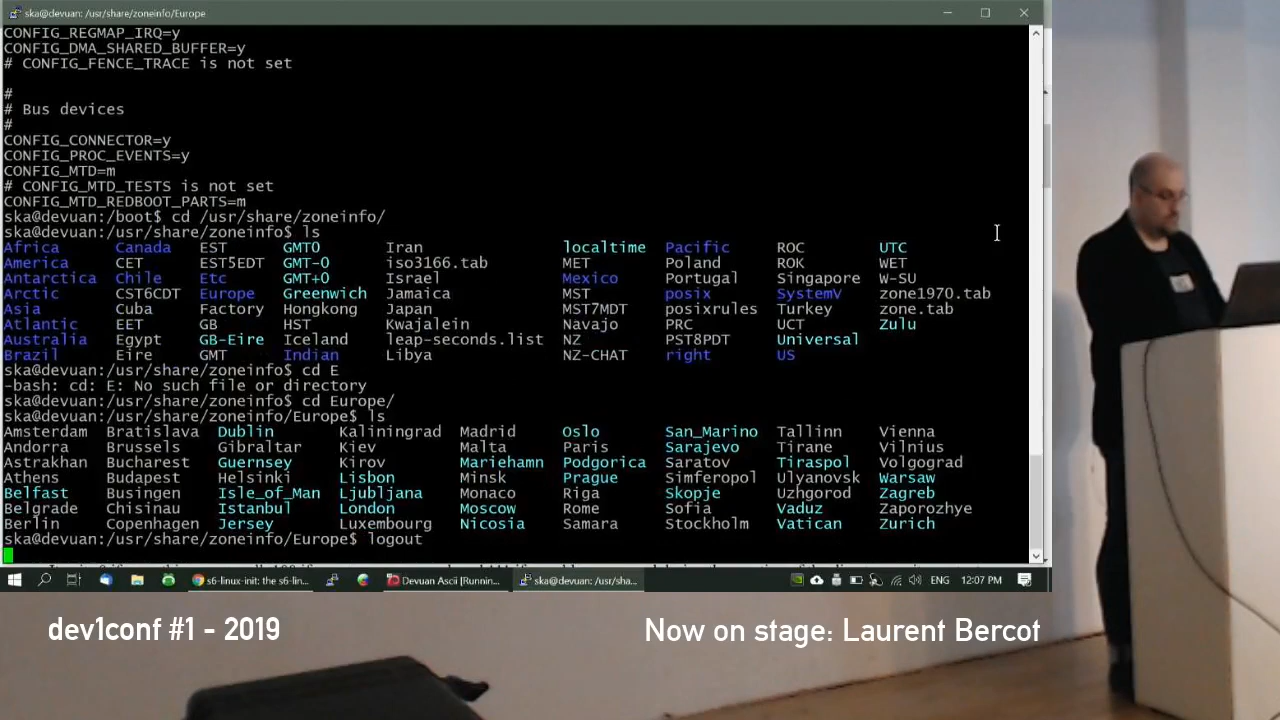 ska@devuan: /usr/share/zoneinfo/Europe
CONFIG_REGMAP_IRQ=y
CONFIG_DMA_SHARED_BUFFER=y
# CONFIG_FENCE_TRACE is not set
#
# Bus devices
#
CONFIG_CONNECTOR=y
CONFIG_PROC_EVENTS=y
CONFIG_MTD=m
# CONFIG_MTD_TESTS is not set
CONFIG_MTD_REDBOOT_PARTS=m
ska@devuan:/boot$ cd /usr/share/zoneinfo/
ska@devuan:/usr/share/zoneinfo$ ls
Africa Canada EST GMT0 Iran localtime Pacific ROC UTC
America CET EST5EDT GMT-0 iso3166.tab MET Poland ROK WET
Antarctica Chile Etc GMT+0 Israel Mexico Portugal Singapore W-SU
Arctic CST6CDT Europe Greenwich Jamaica MST posix SystemV zone1970.tab
Asia Cuba Factory Hongkong Japan MST7MDT posixrules Turkey zone.tab
Atlantic EET GB HST Kwajalein Navajo PRC UCT Zulu
Australia Egypt GB-Eire Iceland leap-seconds.list NZ PST8PDT Universal
Brazil Eire GMT Indian Libya NZ-CHAT right US
ska@devuan:/usr/share/zoneinfo$ cd E
-bash: cd: E: No such file or directory
ska@devuan:/usr/share/zoneinfo$ cd Europe/
ska@devuan:/usr/share/zoneinfo/Europe$ ls
Amsterdam Bratislava Dublin Kaliningrad Madrid Oslo San_Marino Tallinn Vienna
Andorra Brussels Gibraltar Kiev Malta Paris Sarajevo Tirane Vilnius
Astrakhan Bucharest Guernsey Kirov Mariehamn Podgorica Saratov Tiraspol Volgograd
Athens Budapest Helsinki Lisbon Minsk Prague Simferopol Ulyanovsk Warsaw
Belfast Busingen Isle_of_Man Ljubljana Monaco Riga Skopje Uzhgorod Zagreb
Belgrade Chisinau Istanbul London Moscow Rome Sofia Vaduz Zaporozhye
Berlin Copenhagen Jersey Luxembourg Nicosia Samara Stockholm Vatican Zurich
ska@devuan:/usr/share/zoneinfo/Europe$ logout
s6-linux-init: the s6-lin... Devuan Ascii [Runnin... ska@devuan: /usr/sha... ENG 12:07 PM
dev1conf #1 - 2019
Now on stage: Laurent Bercot